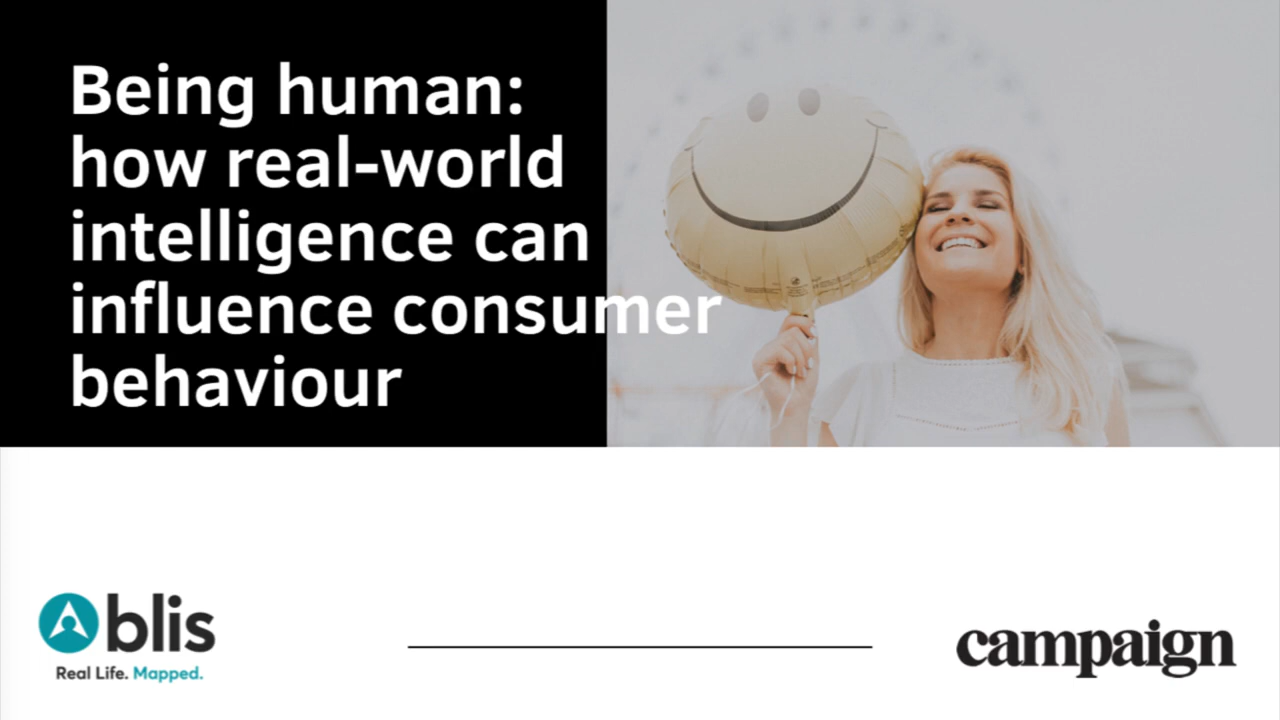 Being human:
how real-world
intelligence can
influence consumer
behaviour
blis
Real Life. Mapped.
campaign